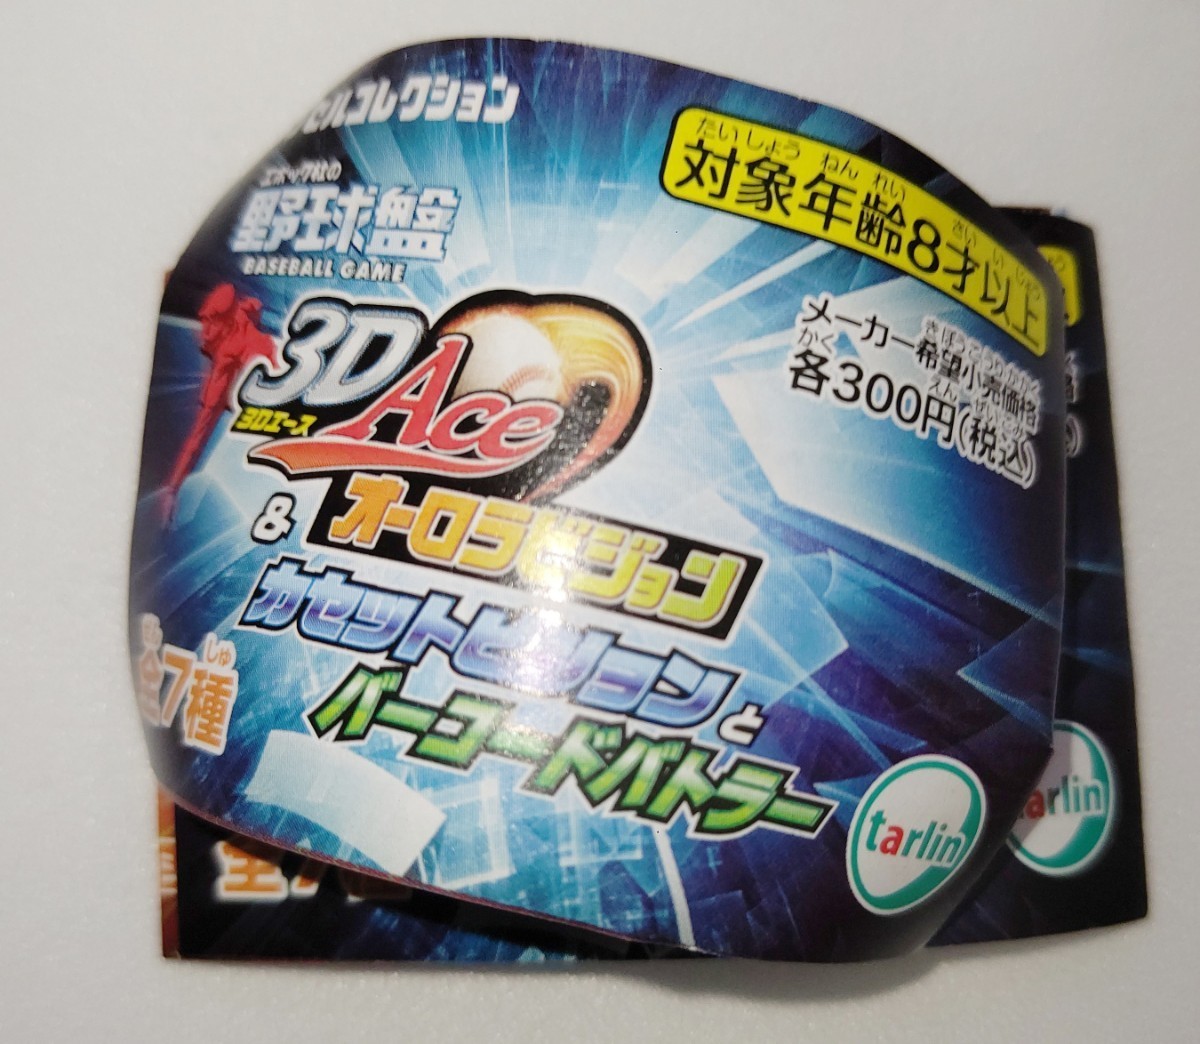 セルコレクション
エポック社の
野球盤
BASEBALL GAME
3D Ace
3Dエース
& オーロラビジョン
カセットビジョンと
バーコードバトラー
ぜん しゅ
全7種
たいしょう ねんれい さい いじょう
対象年齢8才以上
きぼうこうりかかく
メーカー希望小売価格
かく えん ぜいこみ
各300円(税込)
tarlin
tarlin